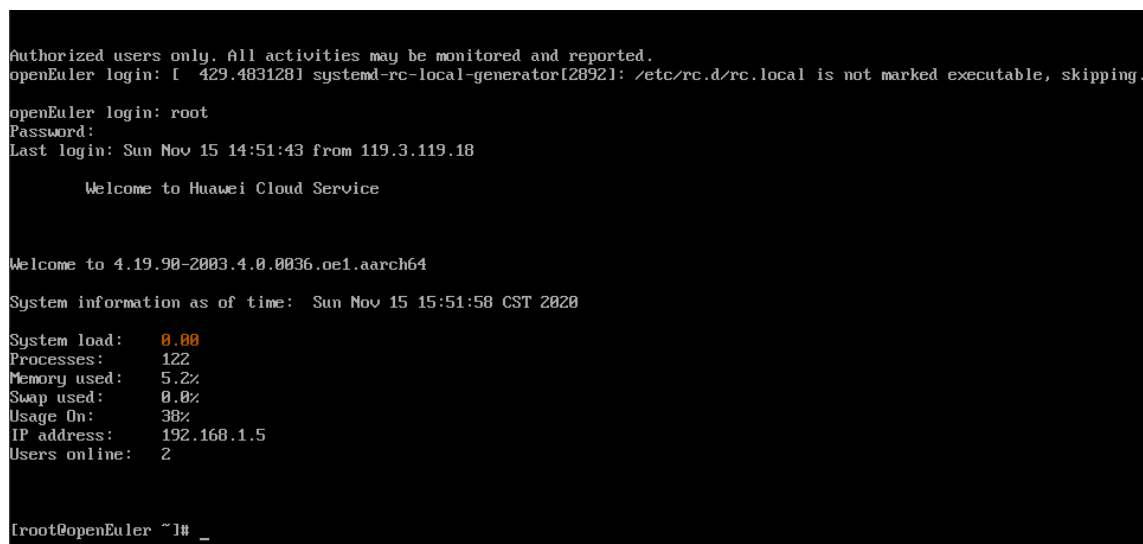 Authorized users only. All activities may be monitored and reported.
openEuler login: [  429.483128] systemd-rc-local-generator[2892]: /etc/rc.d/rc.local is not marked executable, skipping.
openEuler login: root
Password:
Last login: Sun Nov 15 14:51:43 from 119.3.119.18
Welcome to Huawei Cloud Service
Welcome to 4.19.90-2003.4.0.0036.oe1.aarch64
System information as of time:  Sun Nov 15 15:51:58 CST 2020
System load:    0.00
Processes:      122
Memory used:    5.2%
Swap used:      0.0%
Usage On:       38%
IP address:     192.168.1.5
Users online:   2
[root@openEuler ~]# _